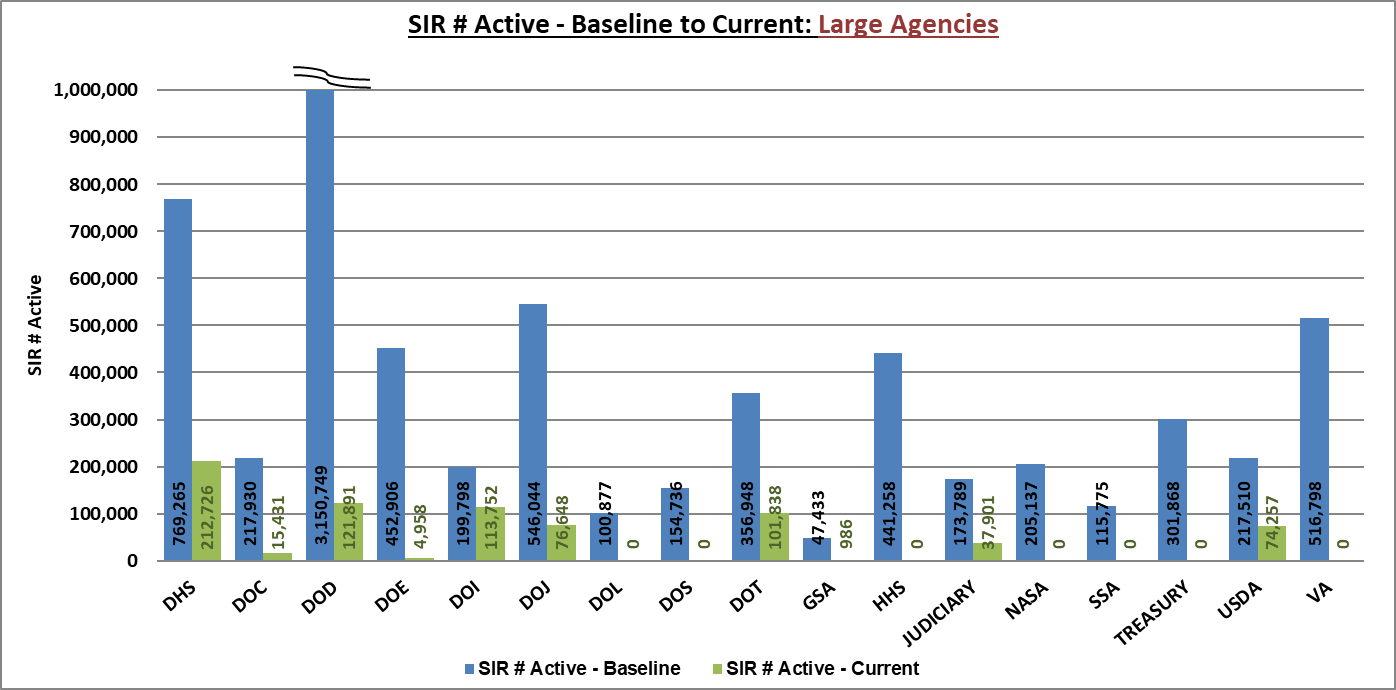 SIR # Active - Baseline to Current: Large Agencies
1,000,000
900,000
800,000
700,000
600,000
500,000
400,000
300,000
200,000
100,000
0
SIR # Active
769,265
212,726
217,930
15,431
3,150,749
121,891
452,906
4,958
199,798
113,752
546,044
76,648
100,877
0
154,736
0
356,948
101,838
47,433
986
441,258
0
173,789
37,901
205,137
0
115,775
0
301,868
0
217,510
74,257
516,798
0
DHS
DOC
DOD
DOE
DOI
DOJ
DOL
DOS
DOT
GSA
HHS
JUDICIARY
NASA
SSA
TREASURY
USDA
VA
SIR # Active - Baseline
SIR # Active - Current